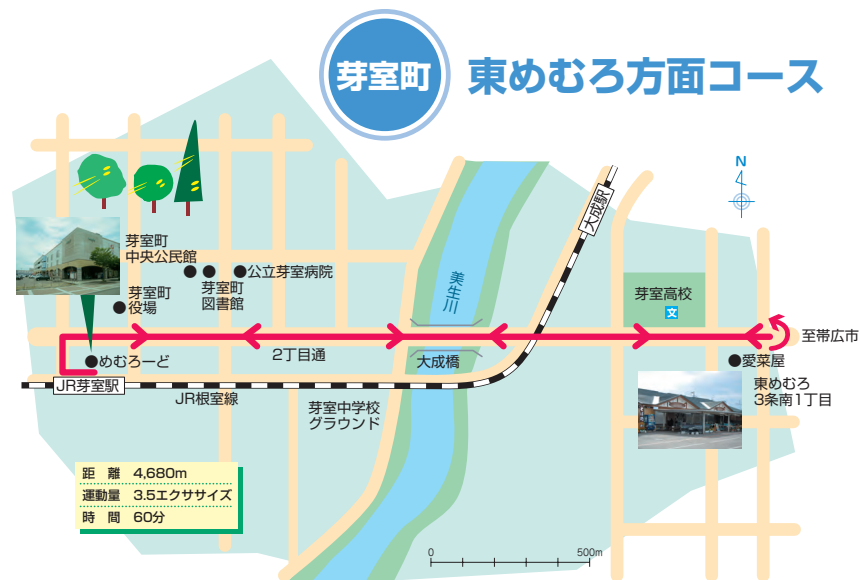 芽室町
東めむろ方面コース
N
大成駅
芽室町
中央公民館
公立芽室病院
芽室町
図書館
芽室町
役場
美生川
芽室高校
文
至帯広市
2丁目通
大成橋
めむろーど
愛菜屋
JR芽室駅
JR根室線
東めむろ
3条南1丁目
芽室中学校
グラウンド
距離 4,680m
運動量 3.5エクササイズ
時間 60分
0 500m